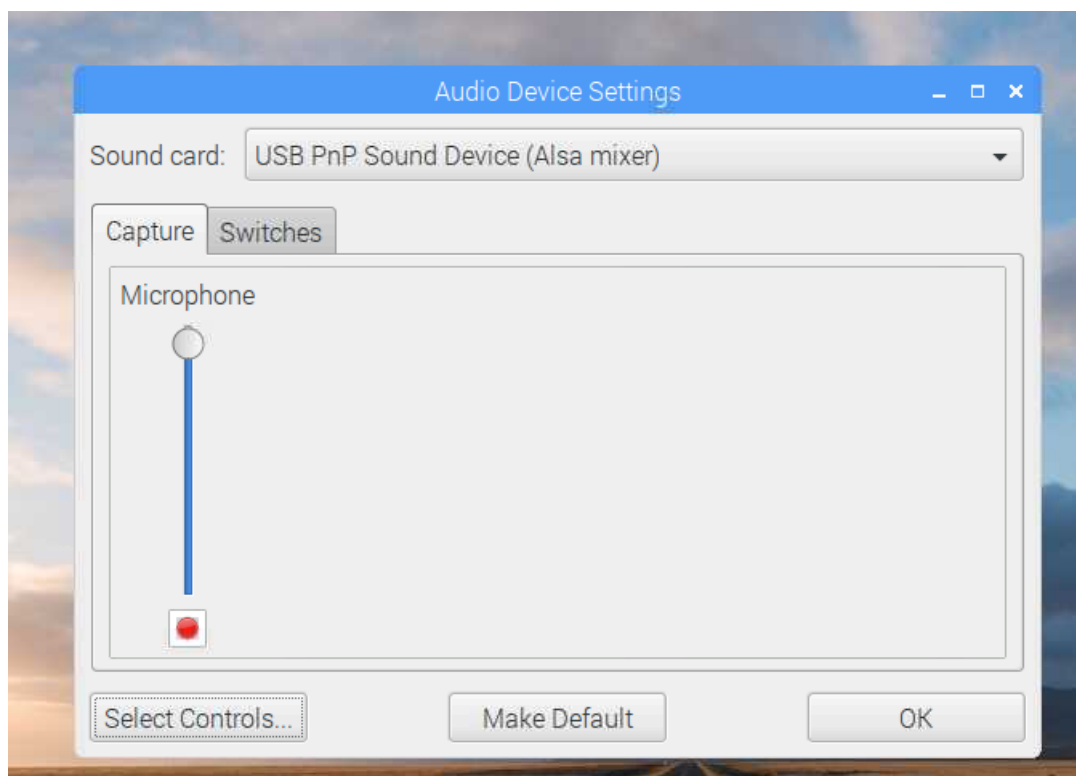 Audio Device Settings
Sound card: USB PnP Sound Device (Alsa mixer)
Capture Switches
Microphone
Select Controls... Make Default OK